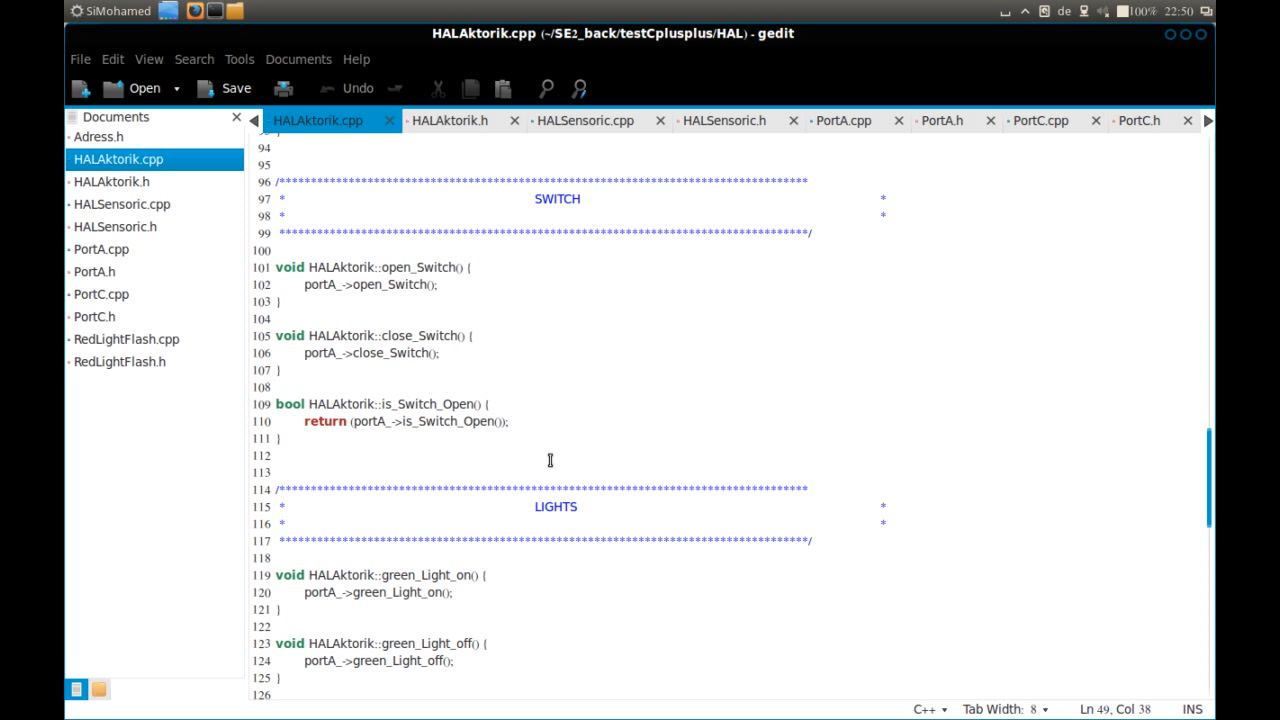 SiMohamed de 100% 22:50
HALAktorik.cpp (~/SE2_back/testCplusplus/HAL) - gedit
File Edit View Search Tools Documents Help
Open Save Undo
Documents
Adress.h
HALAktorik.cpp
HALAktorik.h
HALSensoric.cpp
HALSensoric.h
PortA.cpp
PortA.h
PortC.cpp
PortC.h
RedLightFlash.cpp
RedLightFlash.h
HALAktorik.cpp HALAktorik.h HALSensoric.cpp HALSensoric.h PortA.cpp PortA.h PortC.cpp PortC.h
94
95
96 /************************************************************************************
97 * SWITCH *
98 * *
99 ************************************************************************************/
100
101 void HALAktorik::open_Switch() {
102 portA_->open_Switch();
103 }
104
105 void HALAktorik::close_Switch() {
106 portA_->close_Switch();
107 }
108
109 bool HALAktorik::is_Switch_Open() {
110 return (portA_->is_Switch_Open());
111 }
112
113
114 /************************************************************************************
115 * LIGHTS *
116 * *
117 ************************************************************************************/
118
119 void HALAktorik::green_Light_on() {
120 portA_->green_Light_on();
121 }
122
123 void HALAktorik::green_Light_off() {
124 portA_->green_Light_off();
125 }
126
C++ Tab Width: 8 Ln 49, Col 38 INS